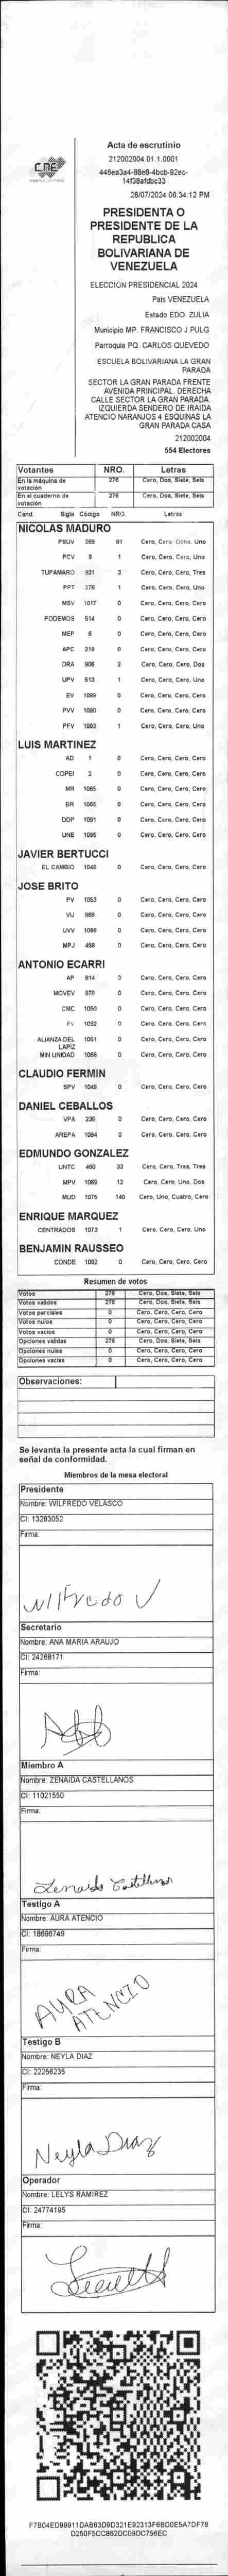 CNE
Acta de escrutinio
212002004.01.1.0001
28/07/2024 06:34:12 PM
PRESIDENTA O
PRESIDENTE DE LA
REPUBLICA
BOLIVARIANA DE
VENEZUELA
ELECCIÓN PRESIDENCIAL 2024
País VENEZUELA
Estado EDO. ZULIA
Municipio MP. FRANCISCO J PULG
Parroquia PQ. CARLOS QUEVEDO
ESCUELA BOLIVARIANA LA GRAN
PARADA
SECTOR LA GRAN PARADA FRENTE
AVENIDA PRINCIPAL. DERECHA
CALLE SECTOR LA GRAN PARADA.
IZQUIERDA SENDERO DE IRAIDA
ATENCIO NARANJOS 4 ESQUINAS LA
GRAN PARADA CASA
212002004
554 Electores
Votantes NRO. Letras
En la máquina de votación 276 Cero, Dos, Siete, Seis
En el cuaderno de votación 276 Cero, Dos, Siete, Seis
Cand. Sigla Código NRO. Letras
NICOLAS MADURO
PSUV 269 81 Cero, Cero, Ocho, Uno
PCV 5 1 Cero, Cero, Cero, Uno
TUPAMARO 931 3 Cero, Cero, Cero, Tres
PPT 376 1 Cero, Cero, Cero, Uno
MSV 1017 0 Cero, Cero, Cero, Cero
PODEMOS 514 0 Cero, Cero, Cero, Cero
MEP 6 0 Cero, Cero, Cero, Cero
APC 219 0 Cero, Cero, Cero, Cero
ORA 906 2 Cero, Cero, Cero, Dos
UPV 513 1 Cero, Cero, Cero, Uno
EV 1089 0 Cero, Cero, Cero, Cero
PVV 1090 0 Cero, Cero, Cero, Cero
PFV 1093 1 Cero, Cero, Cero, Uno
LUIS MARTINEZ
AD 1 0 Cero, Cero, Cero, Cero
COPEI 2 0 Cero, Cero, Cero, Cero
MR 1065 0 Cero, Cero, Cero, Cero
BR 1068 0 Cero, Cero, Cero, Cero
DDP 1091 0 Cero, Cero, Cero, Cero
UNE 1095 0 Cero, Cero, Cero, Cero
JAVIER BERTUCCI
EL CAMBIO 1048 0 Cero, Cero, Cero, Cero
JOSE BRITO
PV 1053 0 Cero, Cero, Cero, Cero
VU 868 0 Cero, Cero, Cero, Cero
UVV 1096 0 Cero, Cero, Cero, Cero
MPJ 458 0 Cero, Cero, Cero, Cero
ANTONIO ECARRI
AP 914 0 Cero, Cero, Cero, Cero
MOVEV 978 0 Cero, Cero, Cero, Cero
CMC 1050 0 Cero, Cero, Cero, Cero
FV 1052 0 Cero, Cero, Cero, Cero
ALIANZA DEL LAPIZ 1051 0 Cero, Cero, Cero, Cero
MIN UNIDAD 1068 0 Cero, Cero, Cero, Cero
CLAUDIO FERMIN
SPV 1049 0 Cero, Cero, Cero, Cero
DANIEL CEBALLOS
VPA 236 0 Cero, Cero, Cero, Cero
AREPA 1094 0 Cero, Cero, Cero, Cero
EDMUNDO GONZALEZ
UNTC 460 33 Cero, Cero, Tres, Tres
MPV 1069 12 Cero, Cero, Uno, Dos
MUD 1075 140 Cero, Uno, Cuatro, Cero
ENRIQUE MARQUEZ
CENTRADOS 1073 1 Cero, Cero, Cero, Uno
BENJAMIN RAUSSEO
CONDE 1092 0 Cero, Cero, Cero, Cero
Resumen de votos
Votos 276 Cero, Dos, Siete, Seis
Votos validos 276 Cero, Dos, Siete, Seis
Votos parciales 0 Cero, Cero, Cero, Cero
Votos nulos 0 Cero, Cero, Cero, Cero
Votos vacios 0 Cero, Cero, Cero, Cero
Opciones validas 276 Cero, Dos, Siete, Seis
Opciones nulas 0 Cero, Cero, Cero, Cero
Opciones vacias 0 Cero, Cero, Cero, Cero
Observaciones:
Se levanta la presente acta la cual firman en
señal de conformidad.
Miembros de la mesa electoral
Presidente
Nombre: WILFREDO VELASCO
CI: 13283052
Firma:
Wilfredo V
Secretario
Nombre: ANA MARIA ARAUJO
CI: 24268171
Firma:
Miembro A
Nombre: ZENAIDA CASTELLANOS
CI: 11021550
Firma:
Zenaida Castellanos
Testigo A
Nombre: AURA ATENCIO
CI: 18696749
Firma:
AURA
ATENCIO
Testigo B
Nombre: NEYLA DIAZ
CI: 22256235
Firma:
Neyla Diaz
Operador
Nombre: LELYS RAMIREZ
CI: 24774195
Firma:
F7B04ED99911DAB63D9D321E92313F6BD0E5A7DF78
D250F5CC862DC09DC756EC